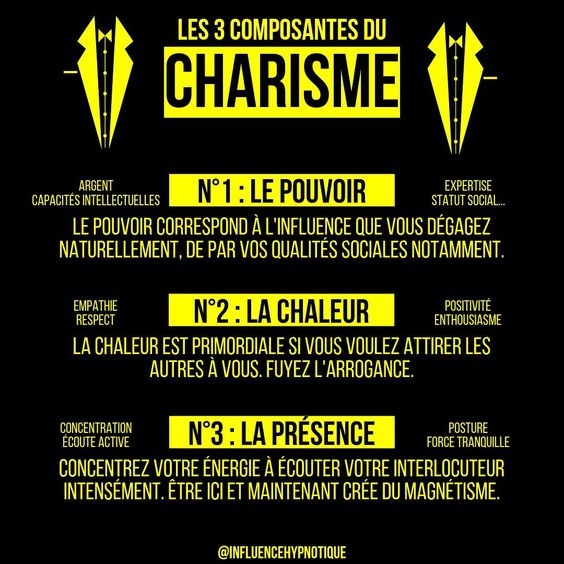 LES 3 COMPOSANTES DU
CHARISME
ARGENT
CAPACITÉS INTELLECTUELLES
N°1 : LE POUVOIR
EXPERTISE
STATUT SOCIAL...
LE POUVOIR CORRESPOND À L'INFLUENCE QUE VOUS DÉGAGEZ
NATURELLEMENT, DE PAR VOS QUALITÉS SOCIALES NOTAMMENT.
EMPATHIE
RESPECT
N°2 : LA CHALEUR
POSITIVITÉ
ENTHOUSIASME
LA CHALEUR EST PRIMORDIALE SI VOUS VOULEZ ATTIRER LES
AUTRES À VOUS. FUYEZ L'ARROGANCE.
CONCENTRATION
ÉCOUTE ACTIVE
N°3 : LA PRÉSENCE
POSTURE
FORCE TRANQUILLE
CONCENTREZ VOTRE ÉNERGIE À ÉCOUTER VOTRE INTERLOCUTEUR
INTENSÉMENT. ÊTRE ICI ET MAINTENANT CRÉE DU MAGNÉTISME.
@INFLUENCEHYPNOTIQUE